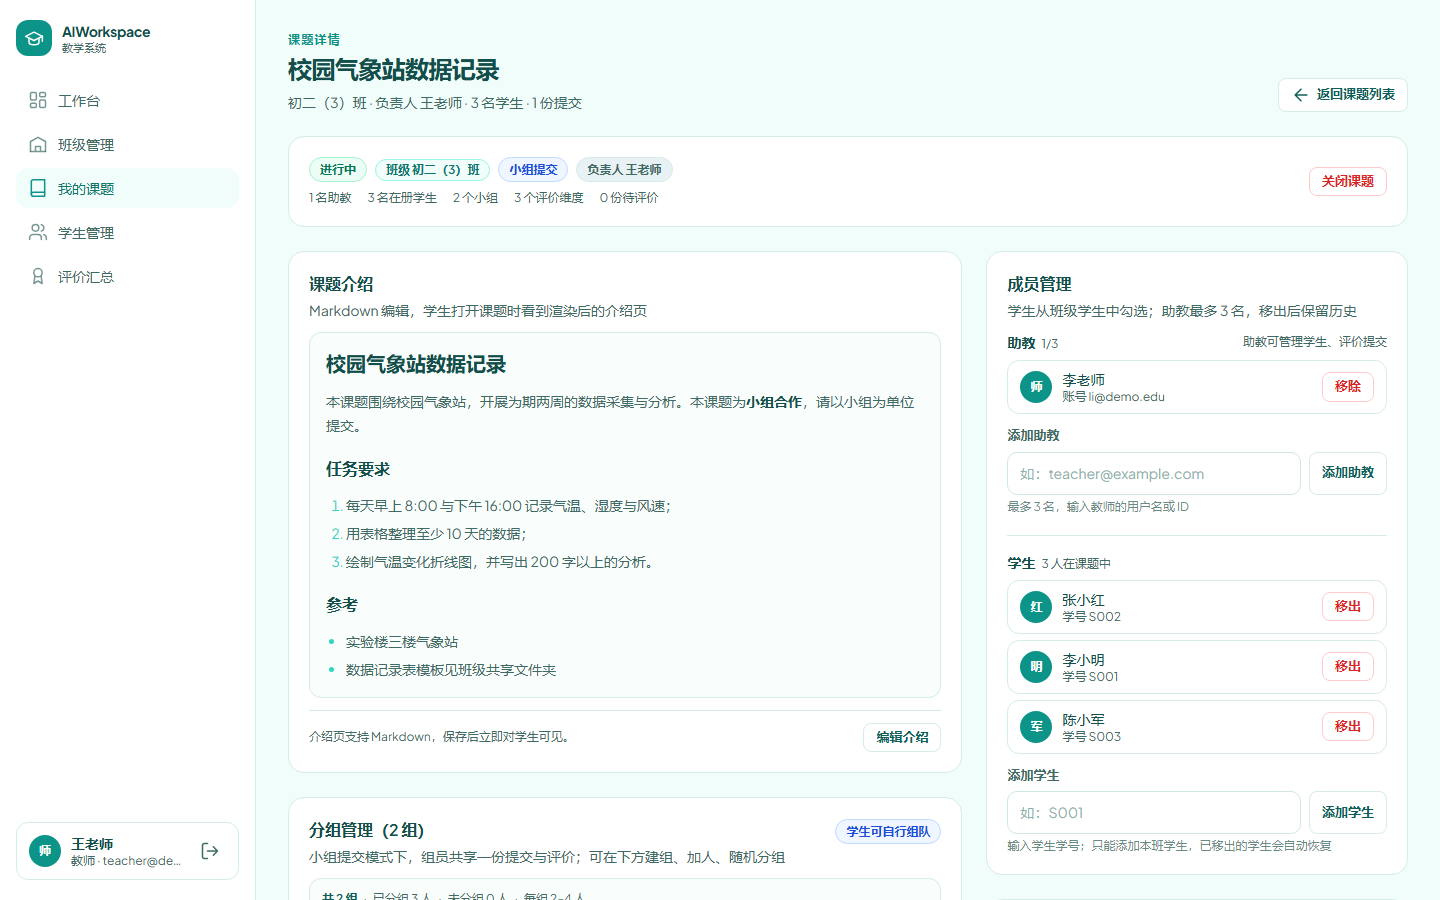 AIWorkspace
教学系统
工作台
班级管理
我的课题
学生管理
评价汇总
师
王老师
教师 · teacher@de...
课题详情
校园气象站数据记录
初二（3）班 · 负责人 王老师 · 3 名学生 · 1 份提交
返回课题列表
进行中
班级 初二（3）班
小组提交
负责人 王老师
1 名助教
3 名在册学生
2 个小组
3 个评价维度
0 份待评价
关闭课题
课题介绍
Markdown 编辑，学生打开课题时看到渲染后的介绍页
校园气象站数据记录
本课题围绕校园气象站，开展为期两周的数据采集与分析。本课题为小组合作，请以小组为单位
提交。
任务要求
1. 每天早上 8:00 与下午 16:00 记录气温、湿度与风速；
2. 用表格整理至少 10 天的数据；
3. 绘制气温变化折线图，并写出 200 字以上的分析。
参考
实验楼三楼气象站
数据记录表模板见班级共享文件夹
介绍页支持 Markdown，保存后立即对学生可见。
编辑介绍
分组管理（2 组）
学生可自行组队
小组提交模式下，组员共享一份提交与评价；可在下方建组、加人、随机分组
共 2 组 · 已分组 3 人 · 未分组 0 人 · 每组 2–4 人
成员管理
学生从班级学生中勾选；助教最多 3 名，移出后保留历史
助教 1/3
助教可管理学生、评价提交
师
李老师
账号 li@demo.edu
移除
添加助教
如：teacher@example.com
添加助教
最多 3 名，输入教师的用户名或 ID
学生 3 人在课题中
红
张小红
学号 S002
移出
明
李小明
学号 S001
移出
军
陈小军
学号 S003
移出
添加学生
如：S001
添加学生
输入学生学号；只能添加本班学生，已移出的学生会自动恢复